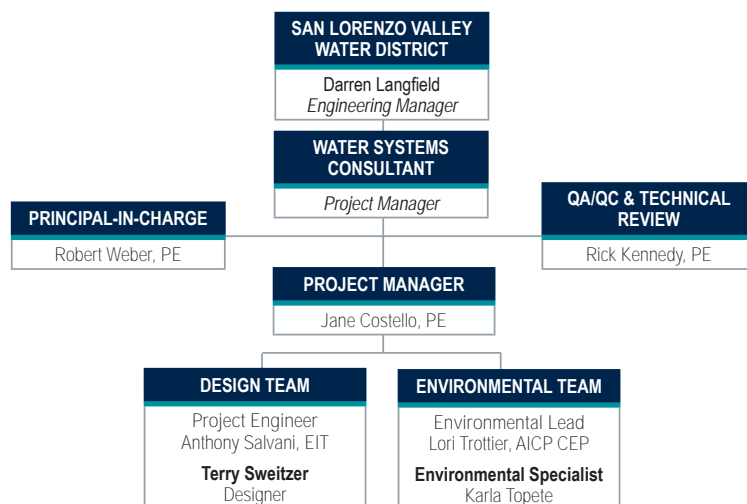 SAN LORENZO VALLEY
WATER DISTRICT
Darren Langfield
Engineering Manager
WATER SYSTEMS
CONSULTANT
Project Manager
PRINCIPAL-IN-CHARGE
Robert Weber, PE
QA/QC & TECHNICAL
REVIEW
Rick Kennedy, PE
PROJECT MANAGER
Jane Costello, PE
DESIGN TEAM
Project Engineer
Anthony Salvani, EIT
Terry Sweitzer
Designer
ENVIRONMENTAL TEAM
Environmental Lead
Lori Trottier, AICP CEP
Environmental Specialist
Karla Topete